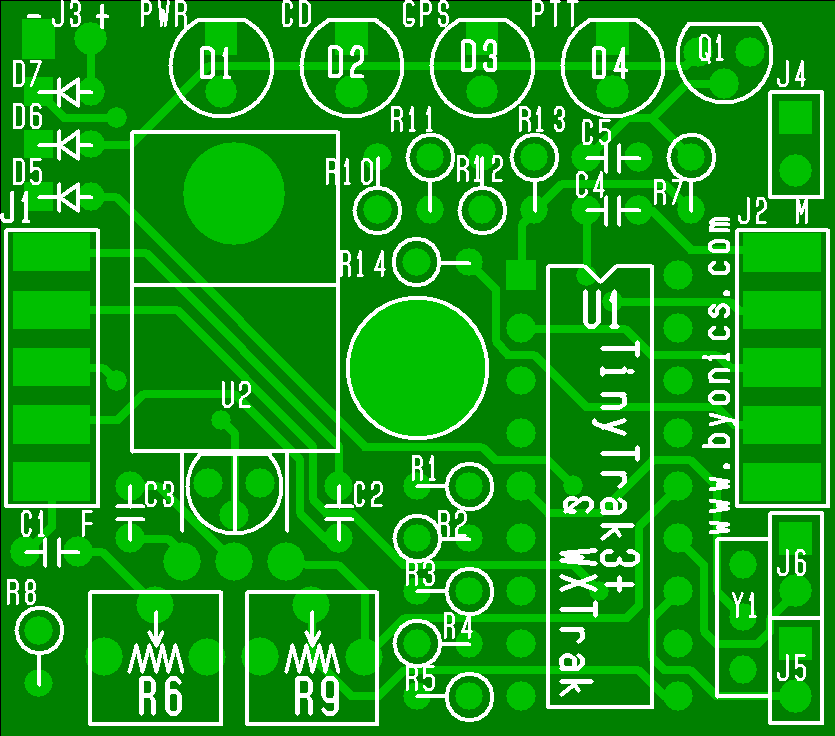 - J3 +
PWR
CD
GPS
PTT
D1
D2
D3
D4
Q1
D7
D6
D5
J4
R11
R13
C5
R10
R12
C4
R7
J1
J2 M
R14
U1
U2
TinyTrak3+
&
WXTrak
www.byonics.com
C3
C2
R1
R2
R3
R4
R5
C1 F
R8
R6
R9
Y1
J6
J5